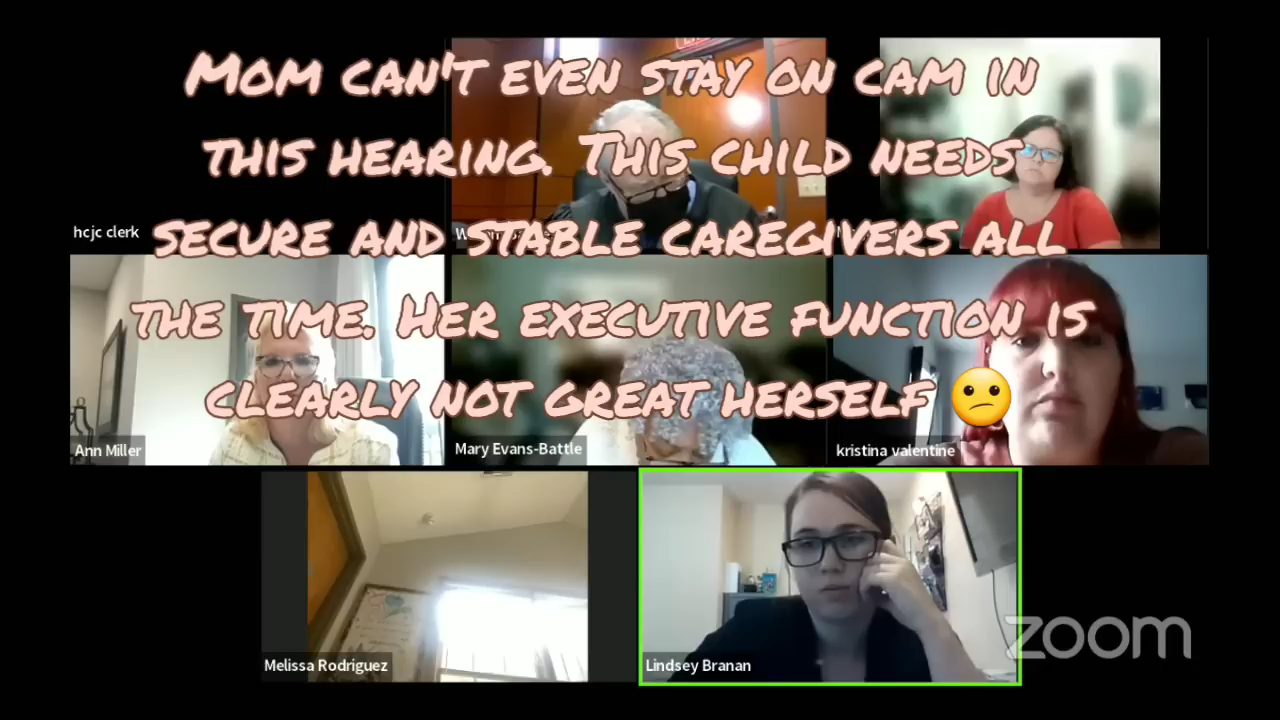 MOM CAN'T EVEN STAY ON CAM IN
THIS HEARING. THIS CHILD NEEDS
hcjc clerk
SECURE AND STABLE CAREGIVERS ALL
THE TIME. HER EXECUTIVE FUNCTION IS
CLEARLY NOT GREAT HERSELF 😕
Ann Miller
Mary Evans-Battle
kristina valentine
zoom
Melissa Rodriguez
Lindsey Branan